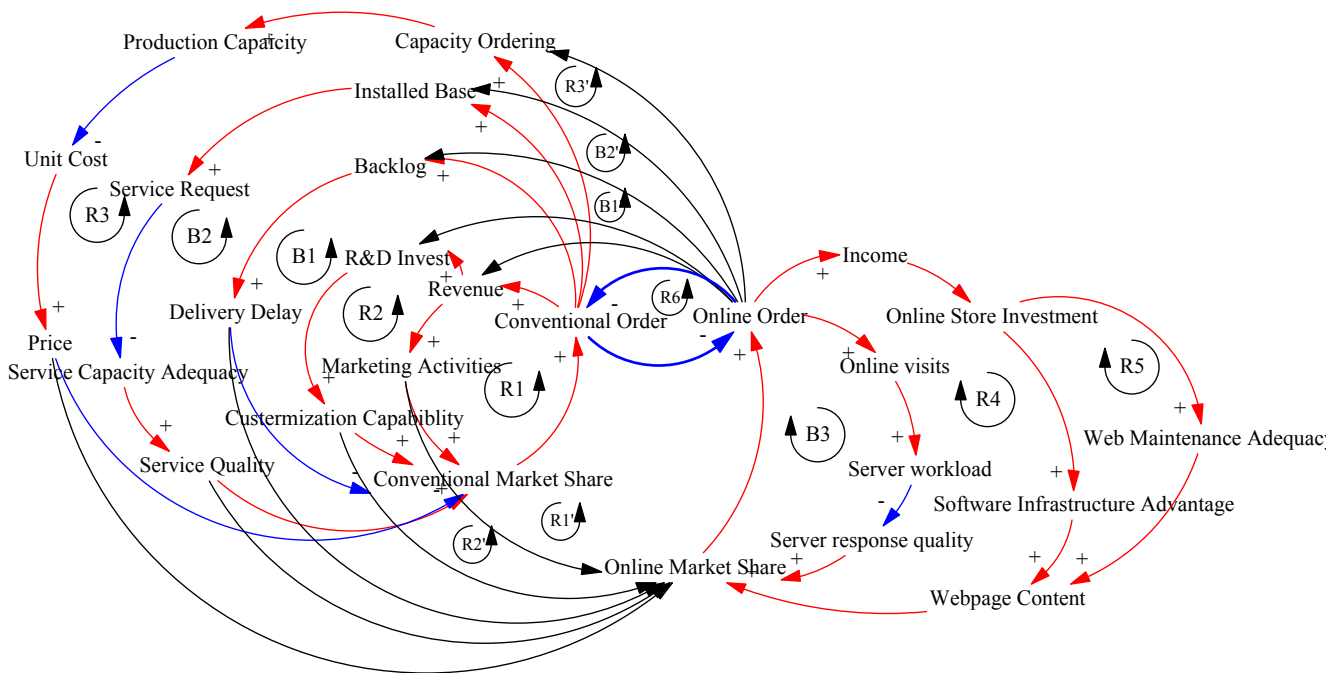 Production Capacity
Capacity Ordering
+
R3'
Installed Base
+
+
B2'
-
Unit Cost
Service Request
+
Backlog
+
B1'
R3
B2
B1
R&D Invest
Income
+
R2
Revenue
+
+
R6
+
Price
Delivery Delay
+
Conventional Order
-
Online Order
-
Online Store Investment
Service Capacity Adequacy
-
Marketing Activities
+
+
+
+
Online visits
R5
R1
R4
Custermization Capabiblity
+
+
+
+
B3
+
Web Maintenance Adequacy
+
Service Quality
Conventional Market Share
-
-
+
Server workload
-
+
Software Infrastructure Advantage
R1'
R2'
Server response quality
+
+
+
+
Online Market Share
Webpage Content